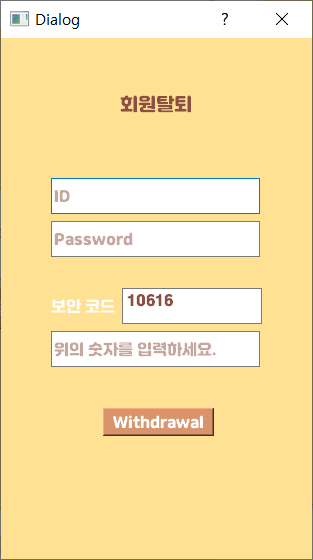 Dialog
회원탈퇴
ID
Password
보안 코드 10616
위의 숫자를 입력하세요.
Withdrawal